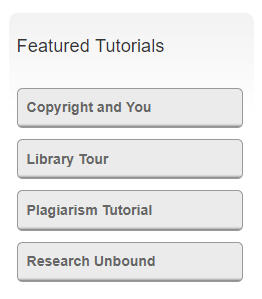 Featured Tutorials
Copyright and You
Library Tour
Plagiarism Tutorial
Research Unbound